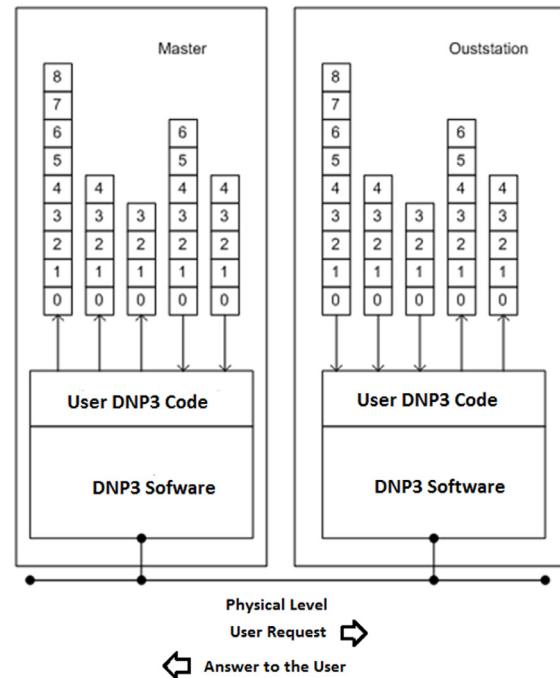 Master
Ouststation
8
7
6 6
5 5
4 4 4 4
3 3 3 3 3
2 2 2 2 2
1 1 1 1 1
0 0 0 0 0
8
7
6 6
5 5
4 4 4 4
3 3 3 3 3
2 2 2 2 2
1 1 1 1 1
0 0 0 0 0
User DNP3 Code
User DNP3 Code
DNP3 Sofware
DNP3 Software
Physical Level
User Request
Answer to the User